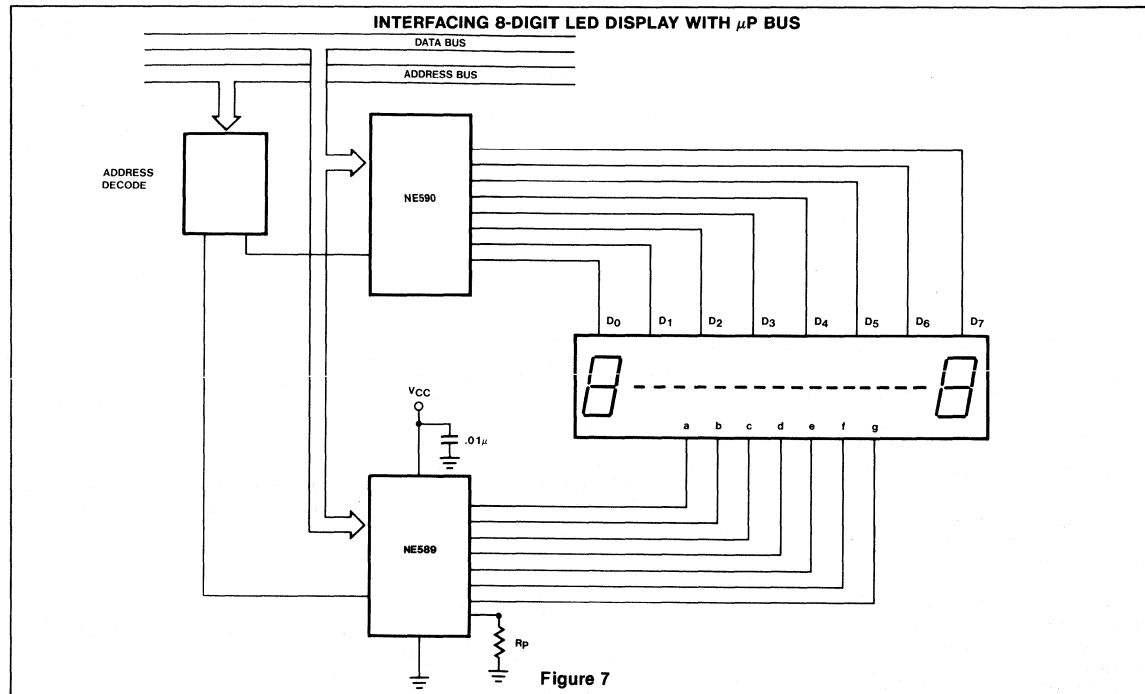 INTERFACING 8-DIGIT LED DISPLAY WITH μP BUS
DATA BUS
ADDRESS BUS
ADDRESS
DECODE
NE590
D0 D1 D2 D3 D4 D5 D6 D7
VCC
.01μ
a b c d e f g
NE589
RP
Figure 7